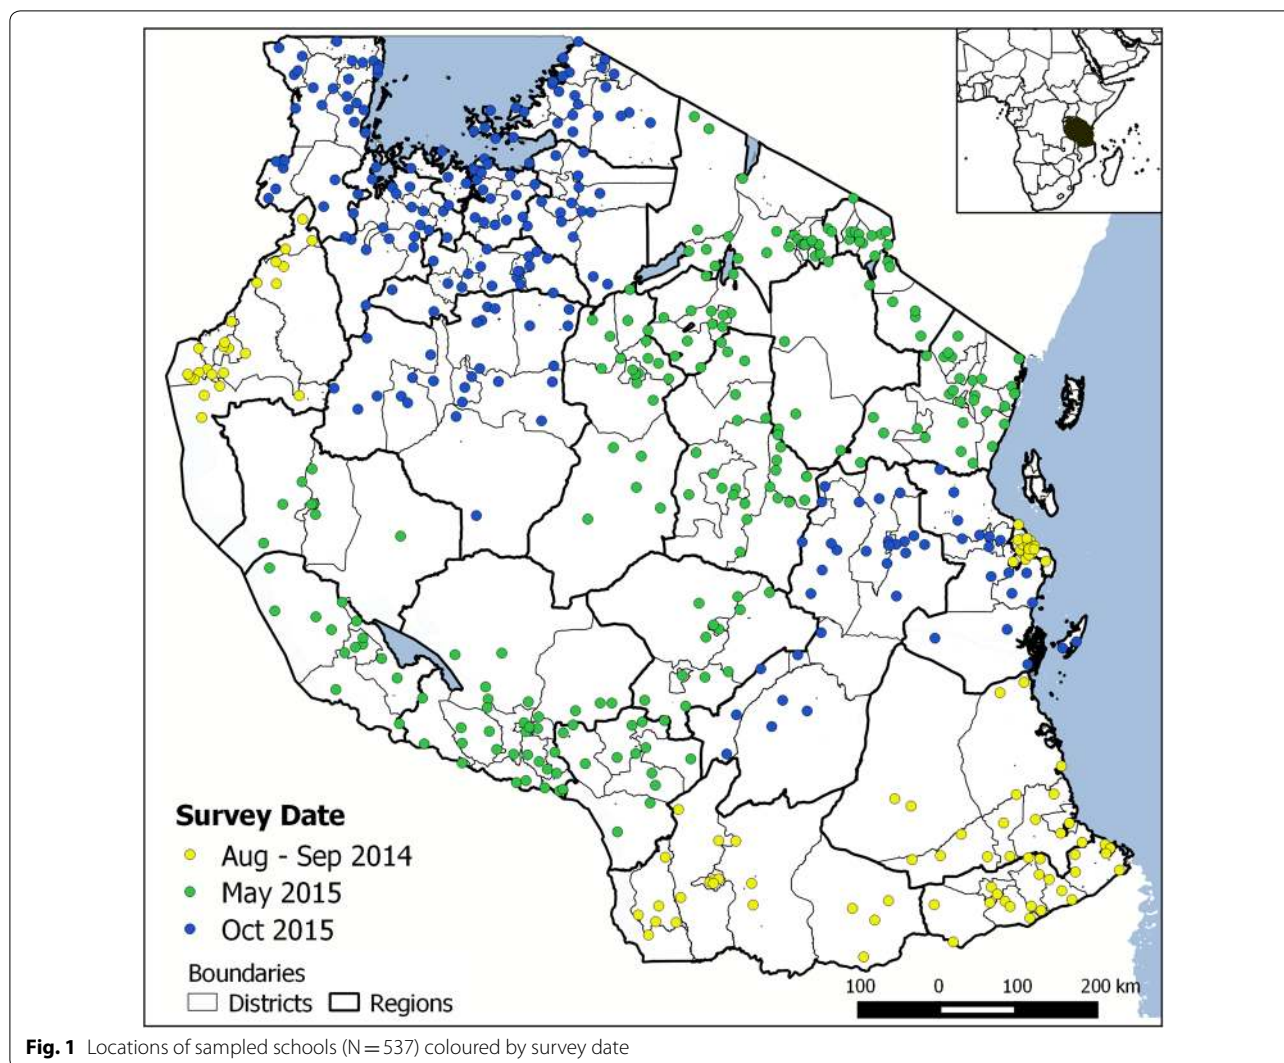 Survey Date
Aug - Sep 2014
May 2015
Oct 2015
Boundaries
Districts Regions
100 0 100 200 km
Fig. 1 Locations of sampled schools (N = 537) coloured by survey date